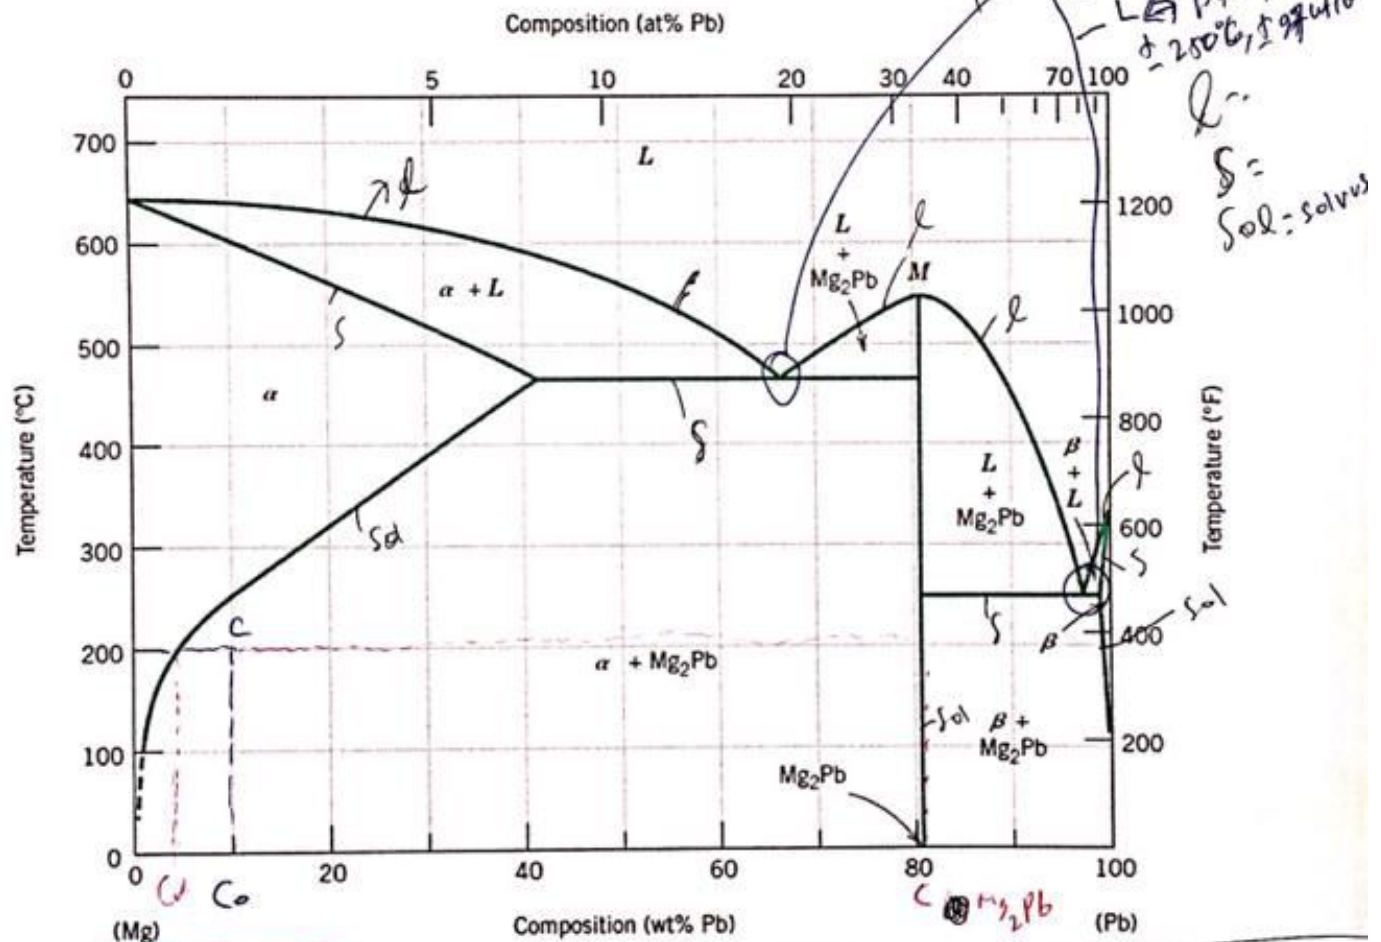 Composition (at% Pb)
± 250°C, ±
0 5 10 20 30 40 70 100
l =
S =
Sol = solvus
700
L
l
1200
600
L
+
Mg₂Pb
l
M
α + L
l
1000
S
500
α
S
800
400
β
+
L
l
L
+
Mg₂Pb
600
Sol
300
S
Sol
S
β
400
C
200
α + Mg₂Pb
Sol
β +
Mg₂Pb
200
100
Mg₂Pb
0
Temperature (°C)
Temperature (°F)
0 20 40 60 80 100
C₀
C Mg₂Pb
(Mg)
Composition (wt% Pb)
(Pb)